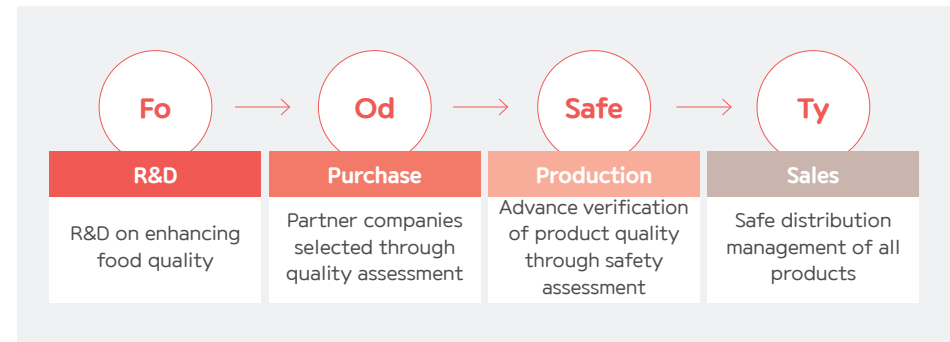 Fo
Od
Safe
Ty
R&D
Purchase
Production
Sales
R&D on enhancing
food quality
Partner companies
selected through
quality assessment
Advance verification
of product quality
through safety
assessment
Safe distribution
management of all
products